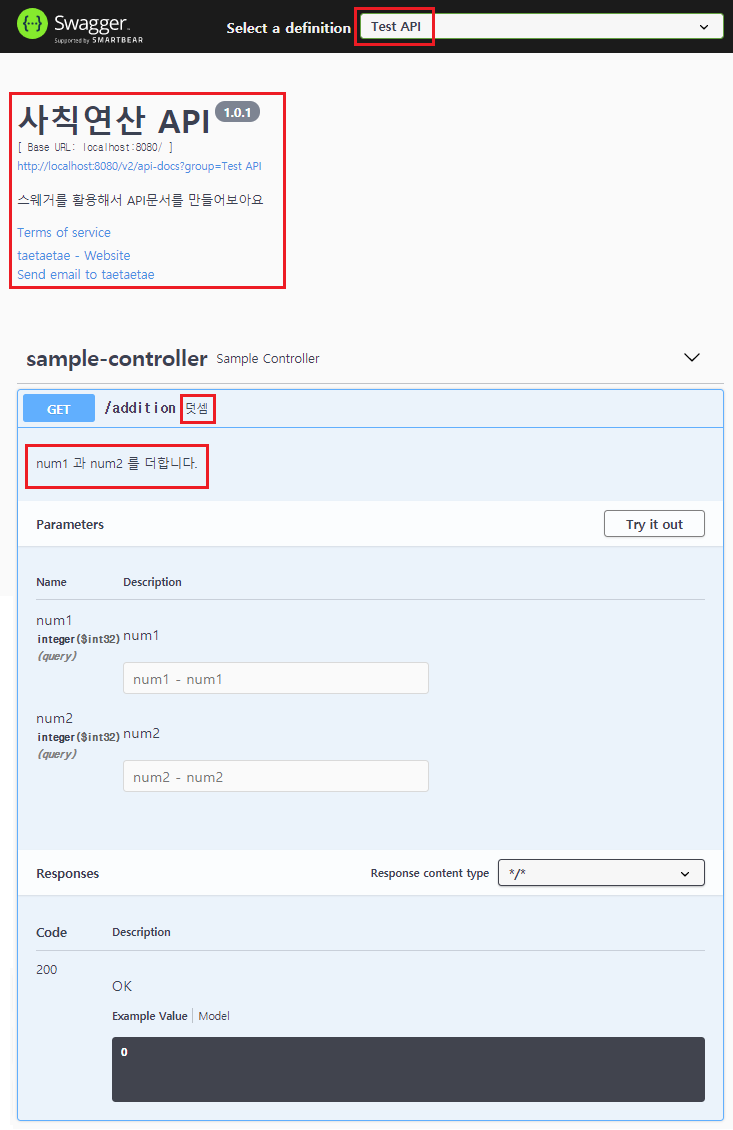 Swagger
Supported by SMARTBEAR
Select a definition
Test API
사칙연산 API 1.0.1
[ Base URL: localhost:8080/ ]
http://localhost:8080/v2/api-docs?group=Test API
스웨거를 활용해서 API문서를 만들어보아요
Terms of service
taetaetae - Website
Send email to taetaetae
sample-controller Sample Controller
GET /addition 덧셈
num1 과 num2 를 더합니다.
Parameters
Try it out
Name Description
num1
integer($int32)
(query)
num1
num1 - num1
num2
integer($int32)
(query)
num2
num2 - num2
Responses
Response content type
*/*
Code Description
200
OK
Example Value Model
0